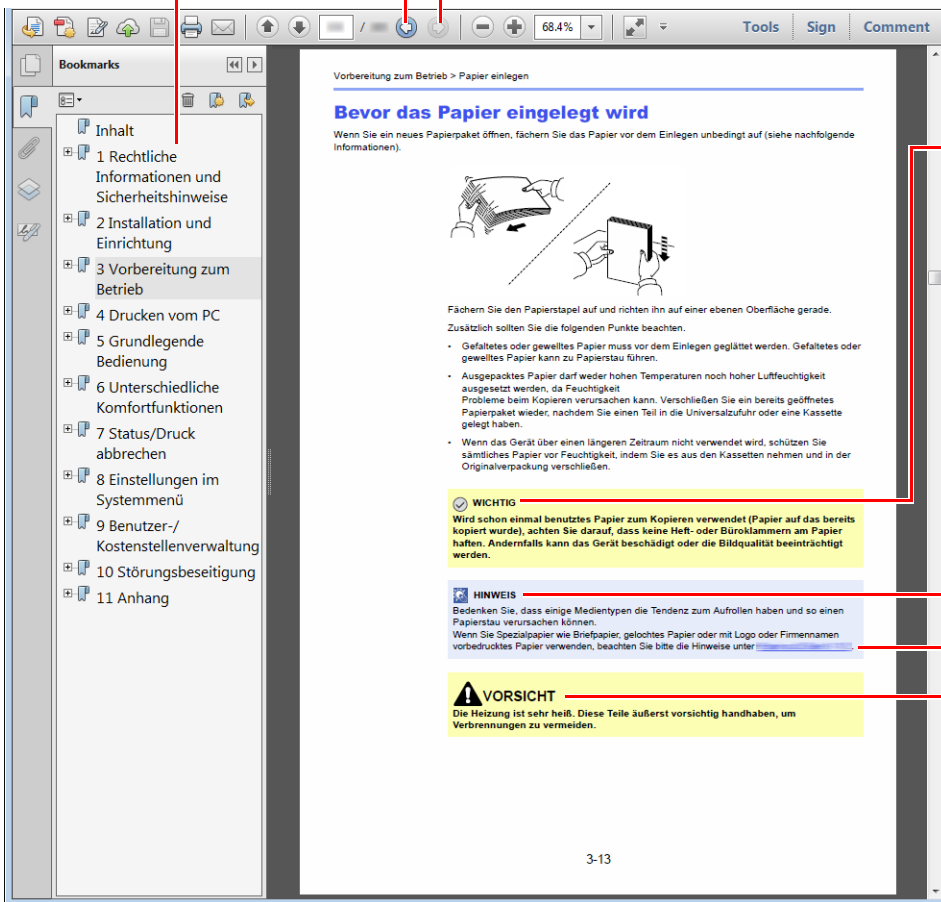 /
68.4%
Tools
Sign
Comment
Bookmarks
Inhalt
1 Rechtliche
Informationen und
Sicherheitshinweise
2 Installation und
Einrichtung
3 Vorbereitung zum
Betrieb
4 Drucken vom PC
5 Grundlegende
Bedienung
6 Unterschiedliche
Komfortfunktionen
7 Status/Druck
abbrechen
8 Einstellungen im
Systemmenü
9 Benutzer-/
Kostenstellenverwaltung
10 Störungsbeseitigung
11 Anhang
Vorbereitung zum Betrieb > Papier einlegen
Bevor das Papier eingelegt wird
Wenn Sie ein neues Papierpaket öffnen, fächern Sie das Papier vor dem Einlegen unbedingt auf (siehe nachfolgende
Informationen).
Fächern Sie den Papierstapel auf und richten ihn auf einer ebenen Oberfläche gerade.
Zusätzlich sollten Sie die folgenden Punkte beachten.
• Gefaltetes oder gewelltes Papier muss vor dem Einlegen geglättet werden. Gefaltetes oder
gewelltes Papier kann zu Papierstau führen.
• Ausgepacktes Papier darf weder hohen Temperaturen noch hoher Luftfeuchtigkeit
ausgesetzt werden, da Feuchtigkeit
Probleme beim Kopieren verursachen kann. Verschließen Sie ein bereits geöffnetes
Papierpaket wieder, nachdem Sie einen Teil in die Universalzufuhr oder eine Kassette
gelegt haben.
• Wenn das Gerät über einen längeren Zeitraum nicht verwendet wird, schützen Sie
sämtliches Papier vor Feuchtigkeit, indem Sie es aus den Kassetten nehmen und in der
Originalverpackung verschließen.
WICHTIG
Wird schon einmal benutztes Papier zum Kopieren verwendet (Papier auf das bereits
kopiert wurde), achten Sie darauf, dass keine Heft- oder Büroklammern am Papier
haften. Andernfalls kann das Gerät beschädigt oder die Bildqualität beeinträchtigt
werden.
HINWEIS
Bedenken Sie, dass einige Medientypen die Tendenz zum Aufrollen haben und so einen
Papierstau verursachen können.
Wenn Sie Spezialpapier wie Briefpapier, gelochtes Papier oder mit Logo oder Firmennamen
vorbedrucktes Papier verwenden, beachten Sie bitte die Hinweise unter .
VORSICHT
Die Heizung ist sehr heiß. Diese Teile äußerst vorsichtig handhaben, um
Verbrennungen zu vermeiden.
3-13